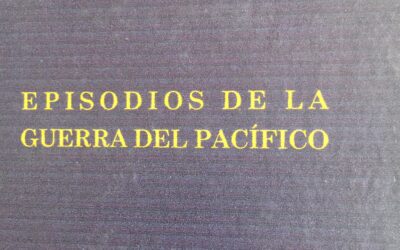 EPISODIOS DE LA
GUERRA DEL PACÍFICO